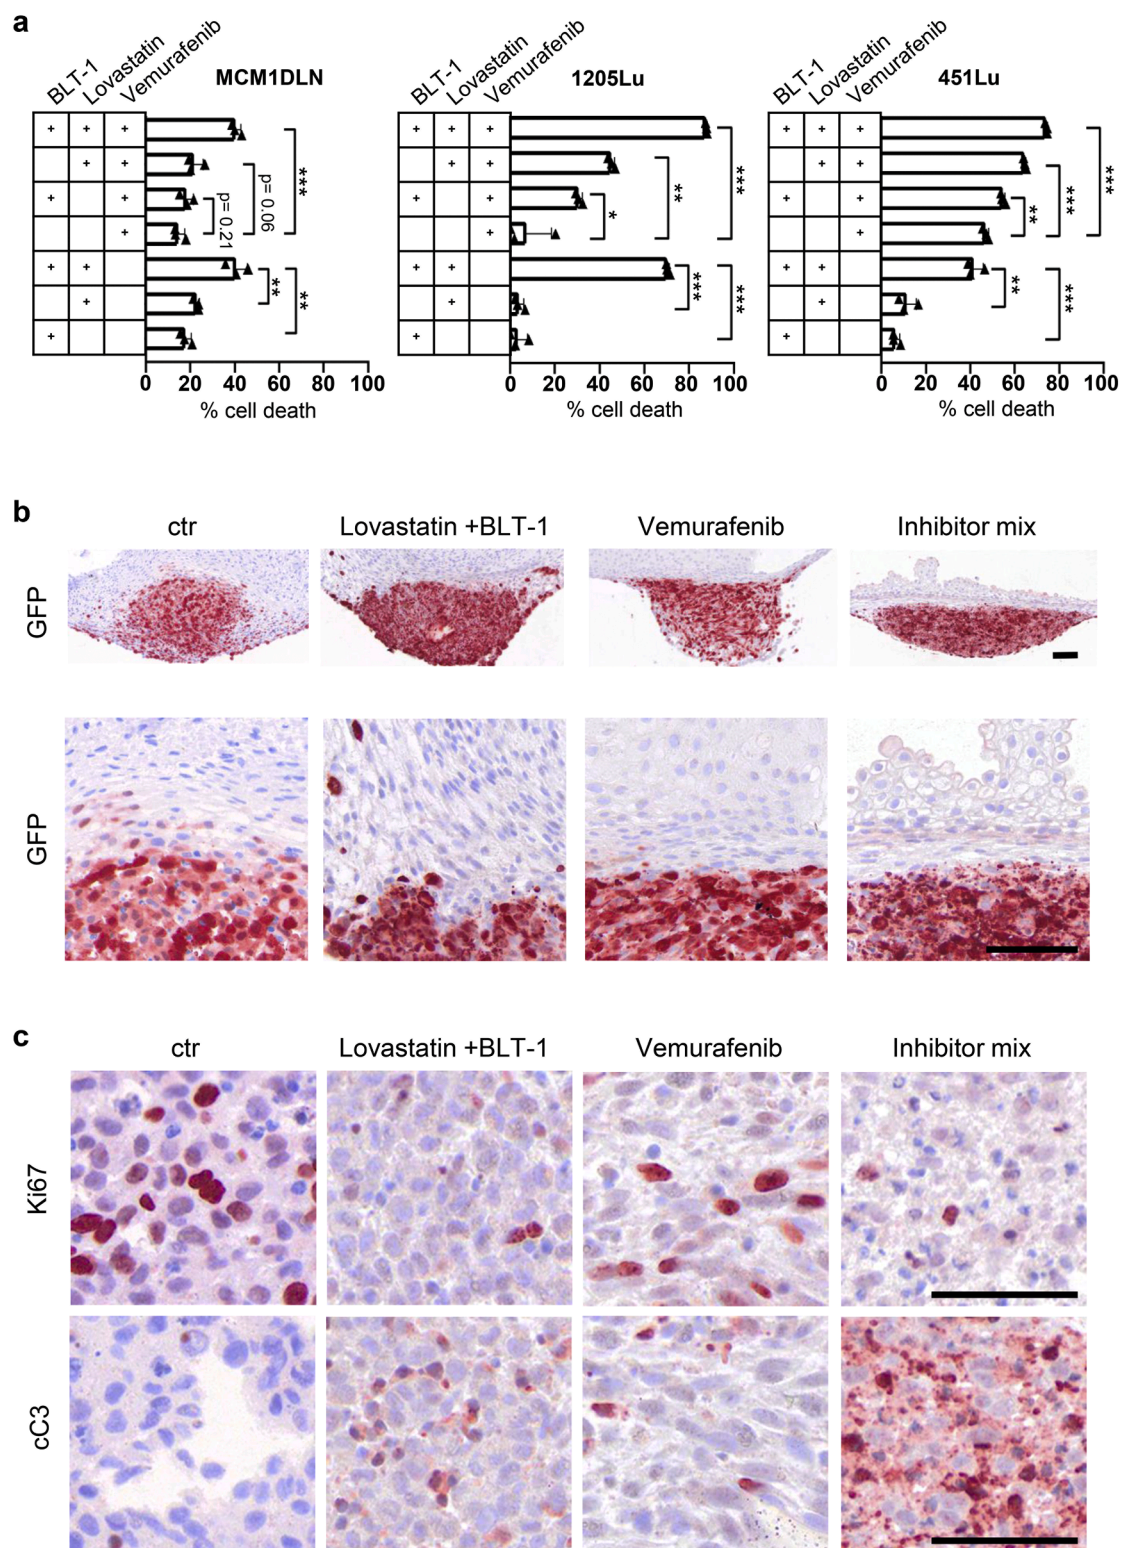 a
BLT-1 Lovastatin Vemurafenib MCM1DLN
BLT-1 Lovastatin Vemurafenib 1205Lu
BLT-1 Lovastatin Vemurafenib 451Lu
+ + + + + + + + +
+ + + + + +
+ + + + + +
+ + +
+ + + + + +
+ + +
+ + +
*** p= 0.06 p= 0.21 ** **
*** ** * *** ***
*** *** ** ** ***
0 20 40 60 80 100 0 20 40 60 80 100 0 20 40 60 80 100
% cell death % cell death % cell death
b
ctr Lovastatin +BLT-1 Vemurafenib Inhibitor mix
GFP
GFP
c
ctr Lovastatin +BLT-1 Vemurafenib Inhibitor mix
Ki67
cC3